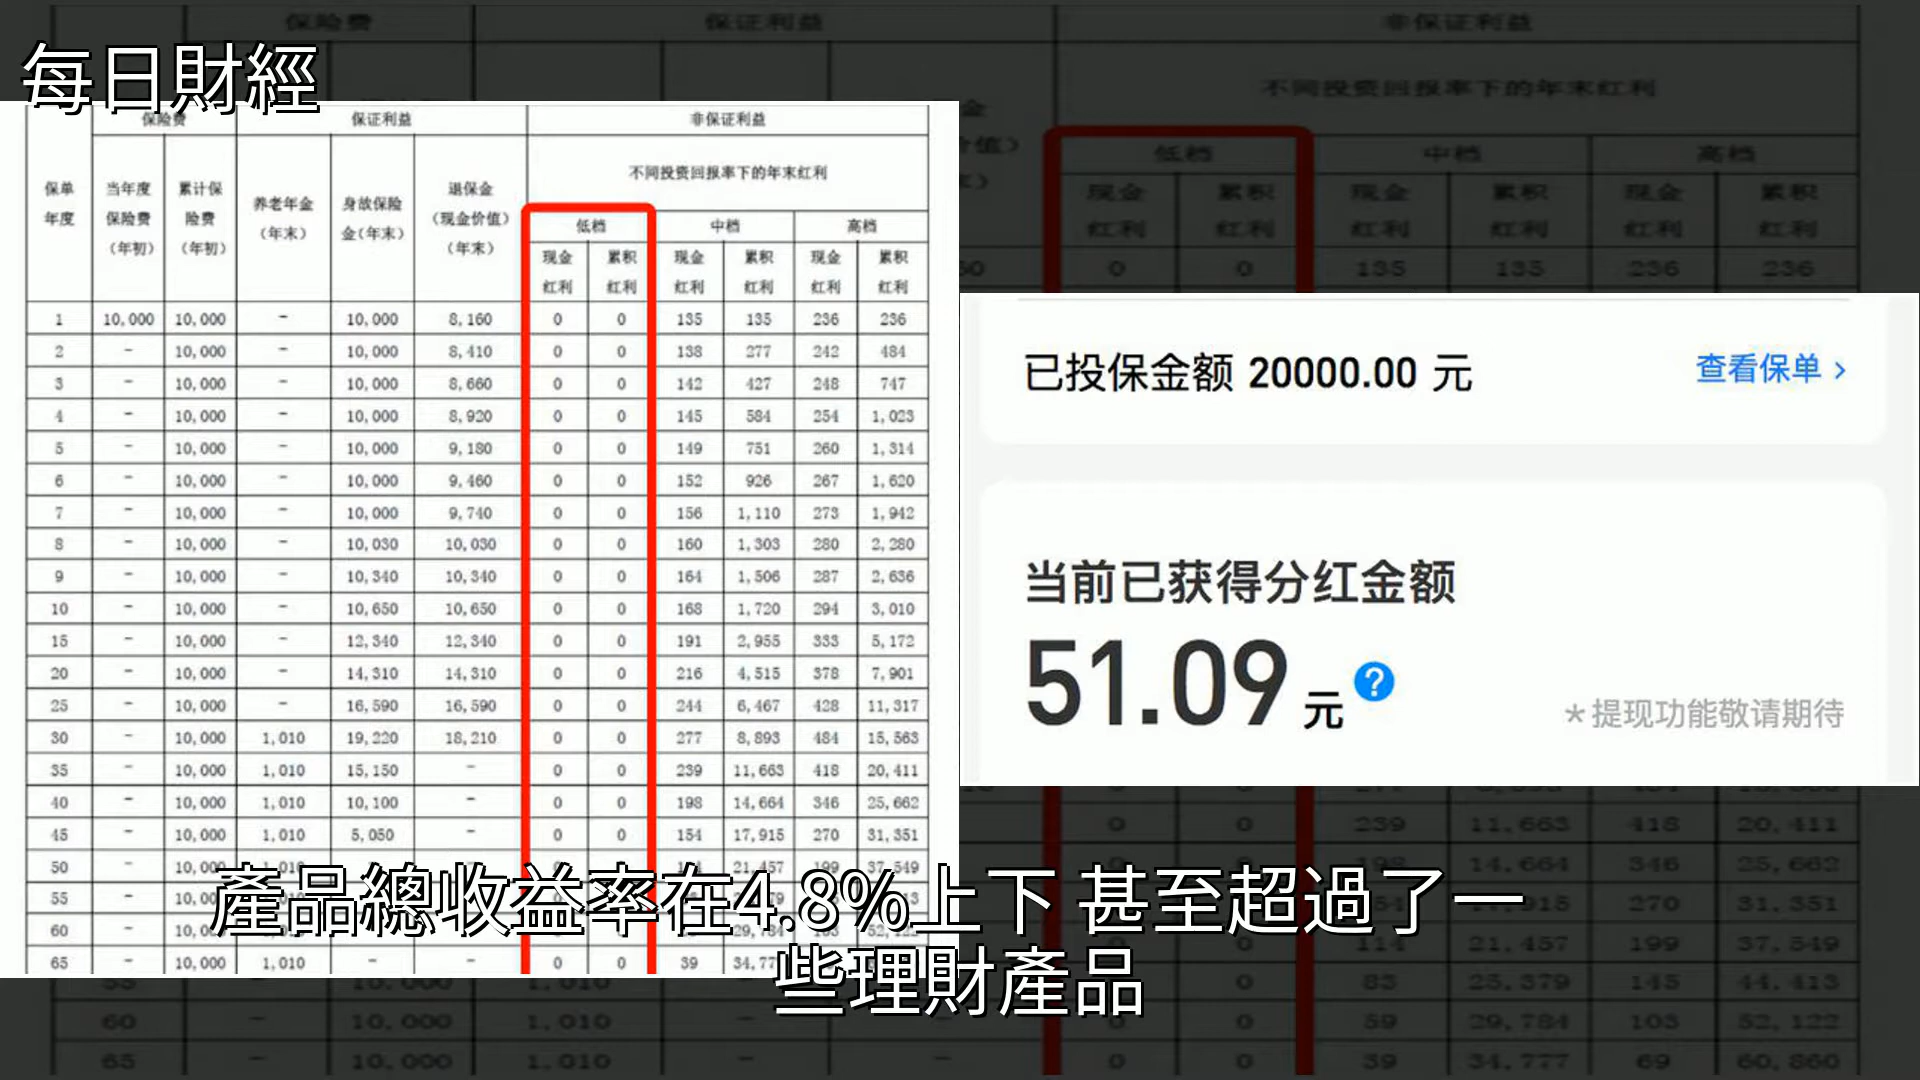 每日財經
保险费 保证利益 非保证利益
不同投资回报率下的年末红利
保单年度 当年度保险费（年初） 累计保险费（年初） 养老年金（年末） 身故保险金(年末) 退保金（现金价值）（年末） 低档 中档 高档
现金红利 累积红利 现金红利 累积红利 现金红利 累积红利
1 10,000 10,000 - 10,000 8,160 0 0 135 135 236 236
2 - 10,000 - 10,000 8,410 0 0 138 277 242 484
3 - 10,000 - 10,000 8,660 0 0 142 427 248 747
4 - 10,000 - 10,000 8,920 0 0 145 584 254 1,023
5 - 10,000 - 10,000 9,180 0 0 149 751 260 1,314
6 - 10,000 - 10,000 9,460 0 0 152 926 267 1,620
7 - 10,000 - 10,000 9,740 0 0 156 1,110 273 1,942
8 - 10,000 - 10,030 10,030 0 0 160 1,303 280 2,280
9 - 10,000 - 10,340 10,340 0 0 164 1,506 287 2,636
10 - 10,000 - 10,650 10,650 0 0 168 1,720 294 3,010
15 - 10,000 - 12,340 12,340 0 0 191 2,955 333 5,172
20 - 10,000 - 14,310 14,310 0 0 216 4,515 378 7,901
25 - 10,000 - 16,590 16,590 0 0 244 6,467 428 11,317
30 - 10,000 1,010 19,220 18,210 0 0 277 8,893 484 15,563
35 - 10,000 1,010 15,150 - 0 0 239 11,663 418 20,411
40 - 10,000 1,010 10,100 - 0 0 198 14,664 346 25,662
45 - 10,000 1,010 5,050 - 0 0 154 17,915 270 31,351
50 - 10,000
55 -
60 -
65 - 10,000 1,010 - - 0 0 39
已投保金额 20000.00 元 查看保单 >
当前已获得分红金额
51.09 元 ?
*提现功能敬请期待
產品總收益率在4.8%上下 甚至超過了一
些理財產品